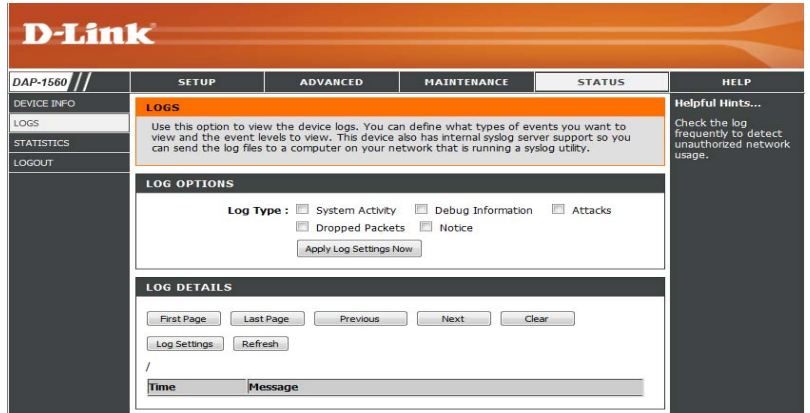 D-Link
DAP-1560
SETUP
ADVANCED
MAINTENANCE
STATUS
HELP
DEVICE INFO
LOGS
STATISTICS
LOGOUT
LOGS
Use this option to view the device logs. You can define what types of events you want to
view and the event levels to view. This device also has internal syslog server support so you
can send the log files to a computer on your network that is running a syslog utility.
LOG OPTIONS
Log Type : System Activity Debug Information Attacks
Dropped Packets Notice
Apply Log Settings Now
LOG DETAILS
First Page Last Page Previous Next Clear
Log Settings Refresh
/
Time Message
Helpful Hints...
Check the log
frequently to detect
unauthorized network
usage.